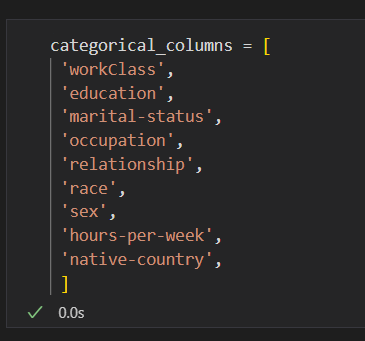 categorical_columns = [
'workClass',
'education',
'marital-status',
'occupation',
'relationship',
'race',
'sex',
'hours-per-week',
'native-country',
]
0.0s